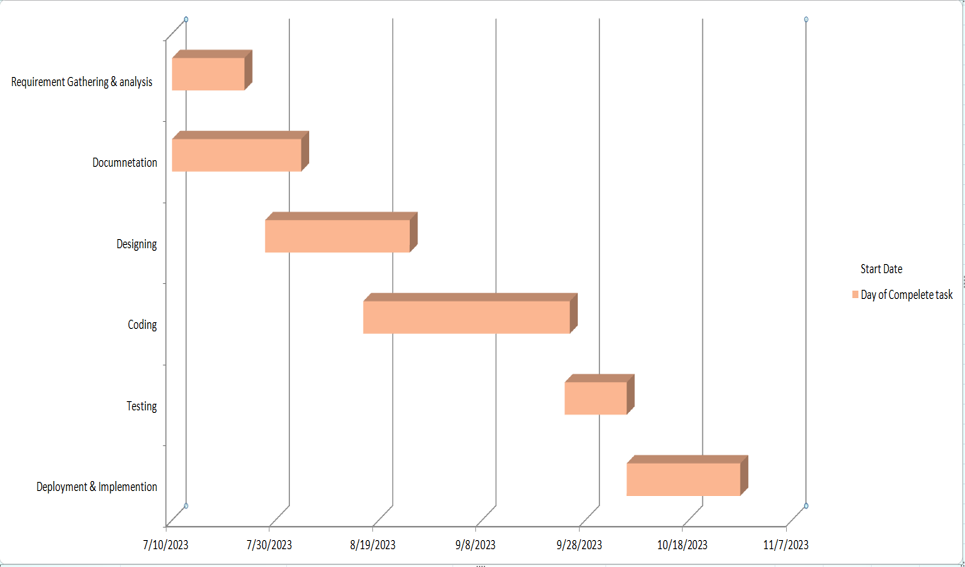 Requirement Gathering & analysis
Documnetation
Designing
Coding
Testing
Deployment & Implemention
7/10/2023 7/30/2023 8/19/2023 9/8/2023 9/28/2023 10/18/2023 11/7/2023
Start Date
Day of Compelete task